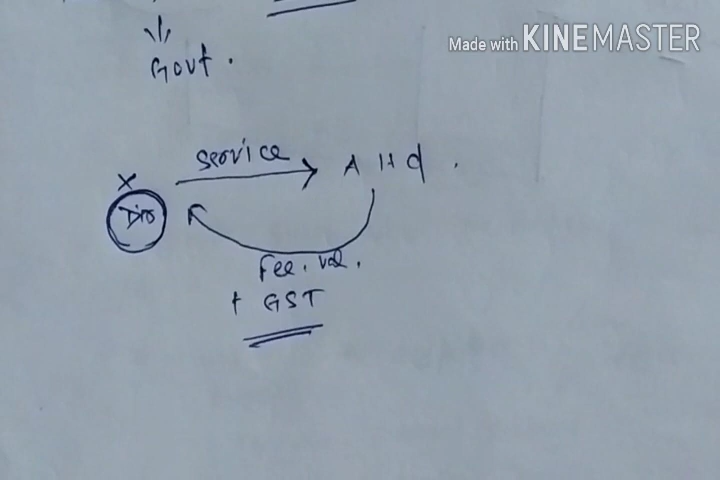 Made with KINEMASTER
Govt.
Service
A Ltd.
X
Dir
Fee. val.
+ GST